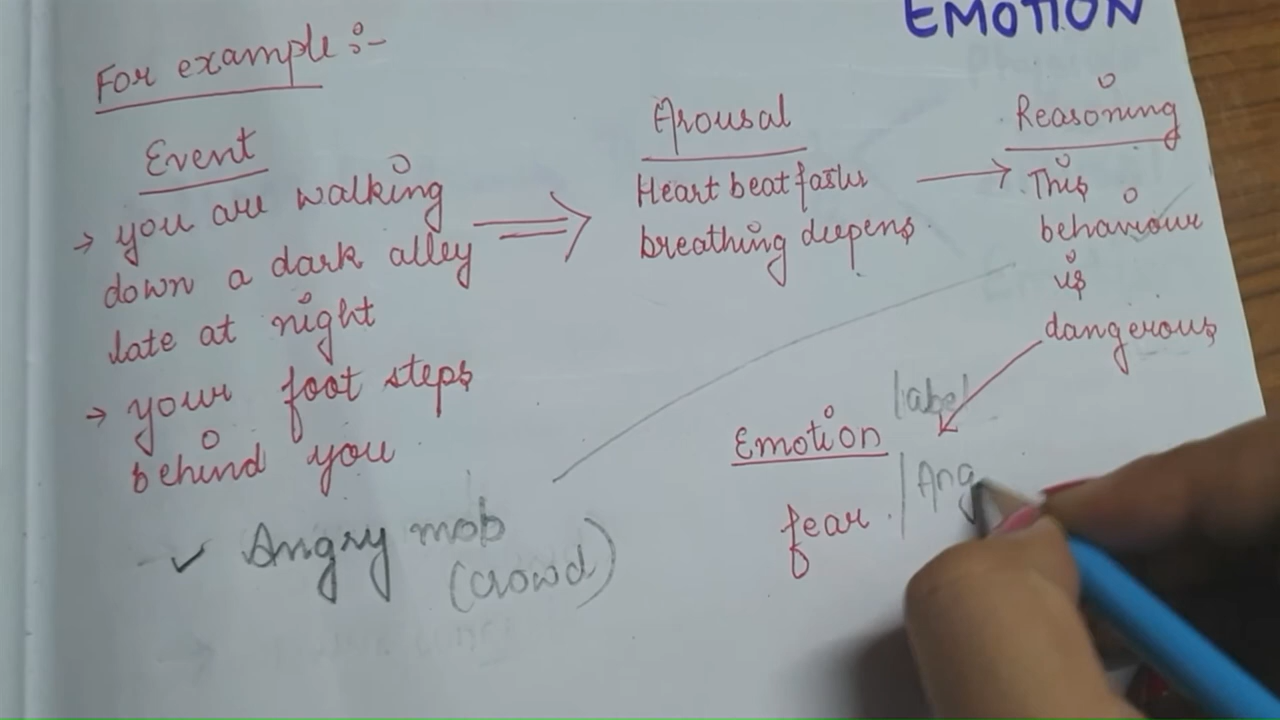 EMOTION
For example :-
Event
→ you are walking
down a dark alley
late at night
→ your foot steps
behind you
✓ Angry mob
(crowd)
Arousal
Heart beat faster
breathing deepens.
Reasoning
This
behaviour
is
dangerous
label
Emotion
fear. / Ang